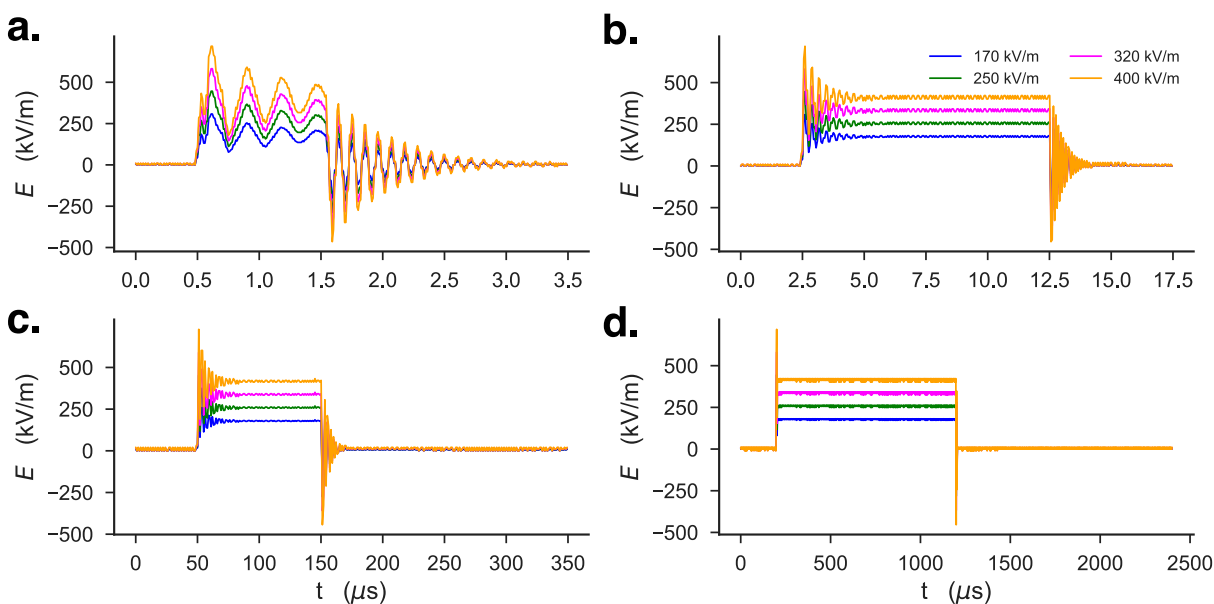 a.
500
250
0
−250
−500
E (kV/m)
0.0 0.5 1.0 1.5 2.0 2.5 3.0 3.5
b.
170 kV/m 320 kV/m
250 kV/m 400 kV/m
500
250
0
−250
−500
E (kV/m)
0.0 2.5 5.0 7.5 10.0 12.5 15.0 17.5
c.
500
250
0
−250
−500
E (kV/m)
0 50 100 150 200 250 300 350
t (μs)
d.
500
250
0
−250
−500
E (kV/m)
0 500 1000 1500 2000 2500
t (μs)